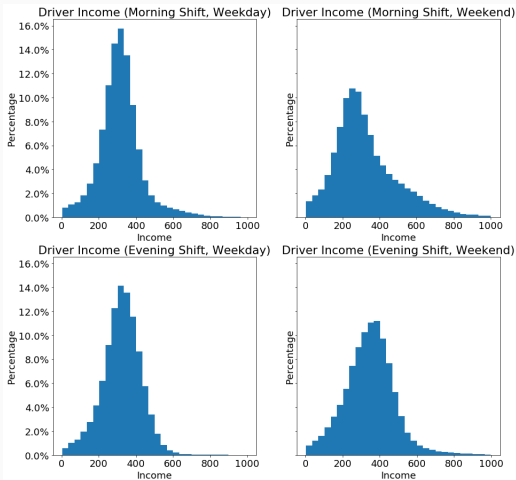 Driver Income (Morning Shift, Weekday)
Driver Income (Morning Shift, Weekend)
16.0%
14.0%
12.0%
10.0%
8.0%
6.0%
4.0%
2.0%
0.0%
Percentage
Percentage
0 200 400 600 800 1000
0 200 400 600 800 1000
Income
Income
Driver Income (Evening Shift, Weekday)
Driver Income (Evening Shift, Weekend)
16.0%
14.0%
12.0%
10.0%
8.0%
6.0%
4.0%
2.0%
0.0%
Percentage
Percentage
0 200 400 600 800 1000
0 200 400 600 800 1000
Income
Income